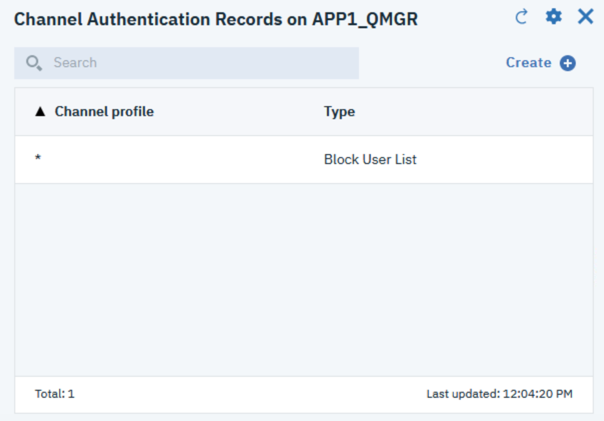 Channel Authentication Records on APP1_QMGR
Search
Create
▲ Channel profile Type
* Block User List
Total: 1 Last updated: 12:04:20 PM